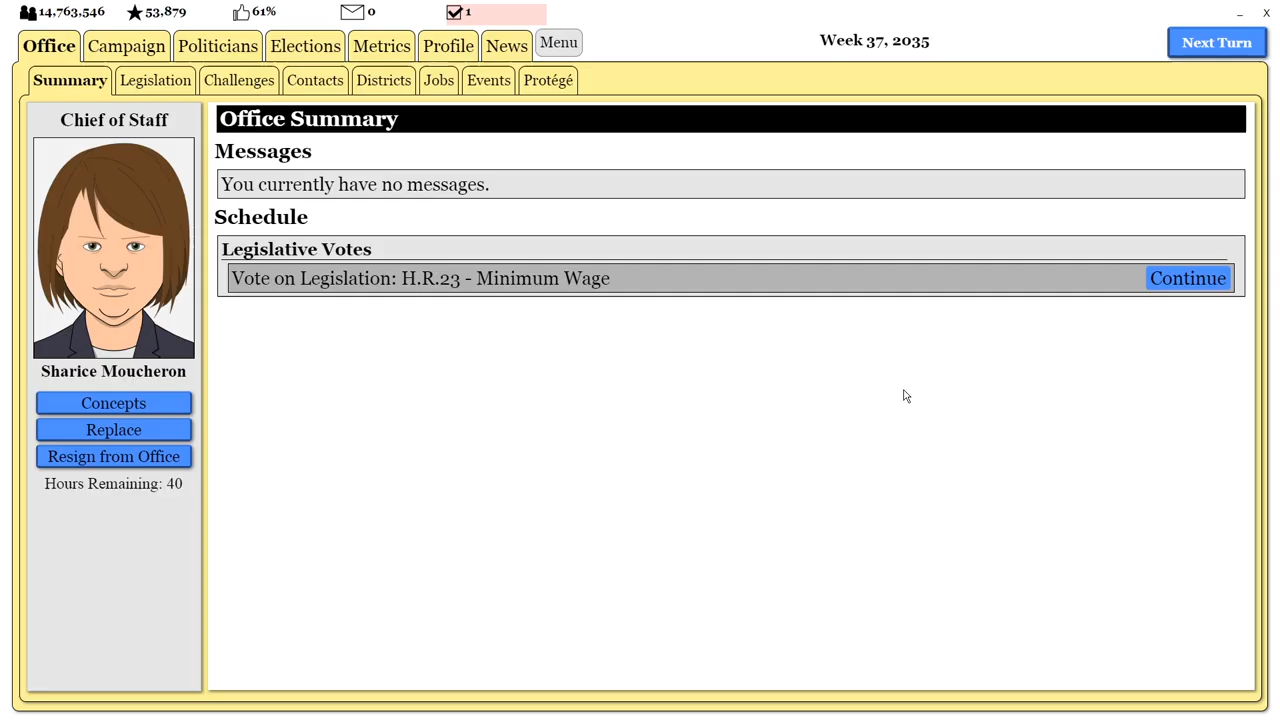 14,763,546 53,879 61% 0 1 _ X
Office Campaign Politicians Elections Metrics Profile News Menu Week 37, 2035 Next Turn
Summary Legislation Challenges Contacts Districts Jobs Events Protégé
Chief of Staff
Sharice Moucheron
Concepts
Replace
Resign from Office
Hours Remaining: 40
Office Summary
Messages
You currently have no messages.
Schedule
Legislative Votes
Vote on Legislation: H.R.23 - Minimum Wage Continue